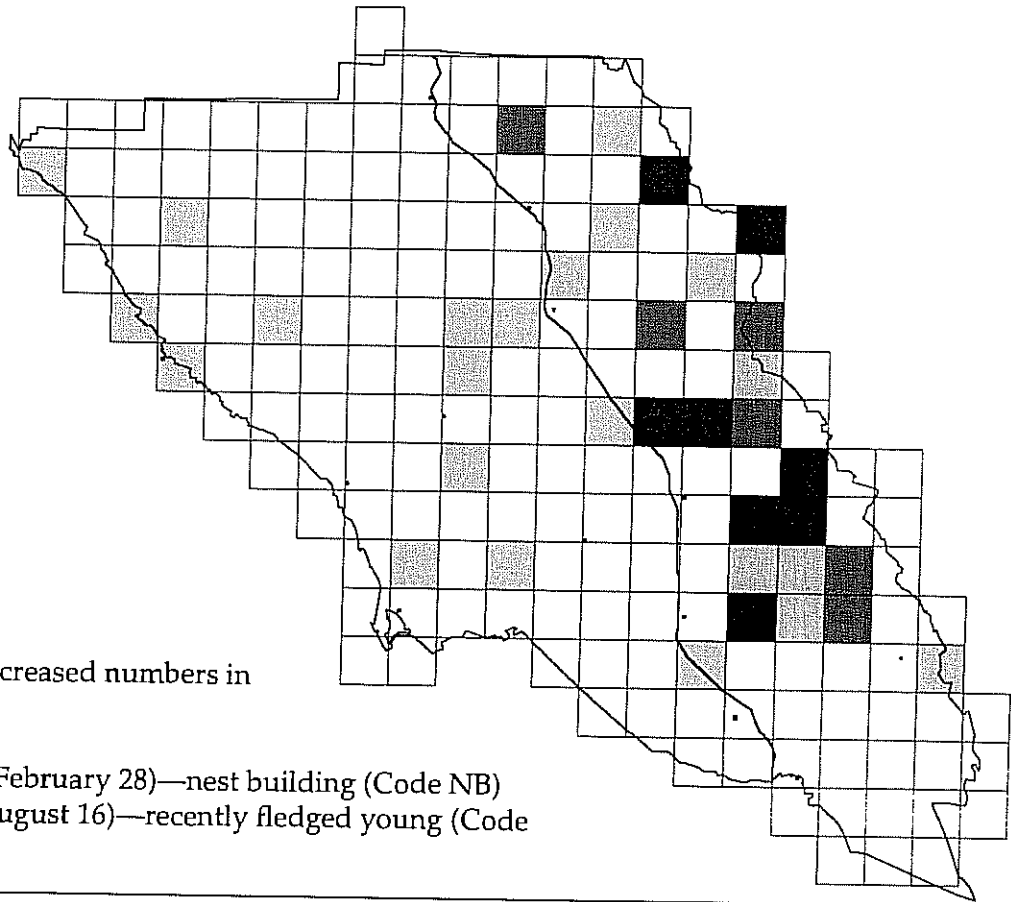 creased numbers in
February 28)—nest building (Code NB)
ugust 16)—recently fledged young (Code